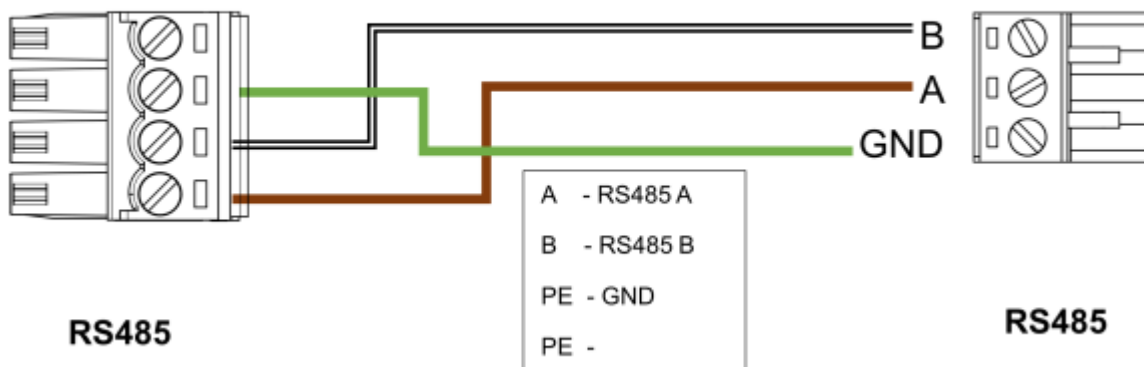 B
A
GND
A - RS485 A
B - RS485 B
PE - GND
PE -
RS485
RS485